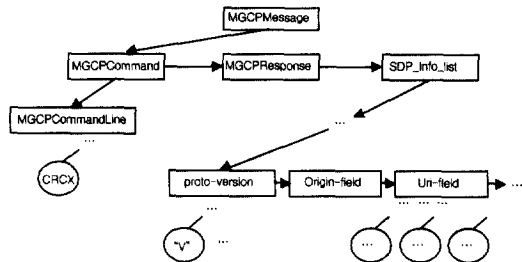 MGCPMessage
MGCPCommand
MGCPResponse
SDP_Info_list
MGCPCommandLine
...
...
CRCX
proto-version
Origin-field
Uri-field
...
...
... ...
"V"
...
...
...
...